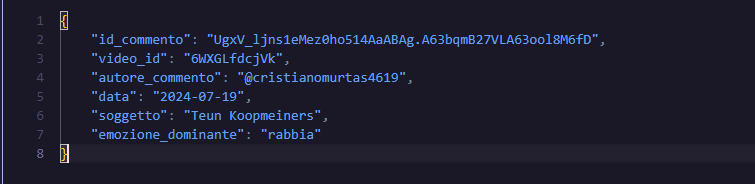 1 {
2 "id_commento": "UgxV_ljns1eMez0ho514AaABAg.A63bqmB27VLA63ool8M6fD",
3 "video_id": "6WXGLfdcjVk",
4 "autore_commento": "@cristianomurtas4619",
5 "data": "2024-07-19",
6 "soggetto": "Teun Koopmeiners",
7 "emozione_dominante": "rabbia"
8 }